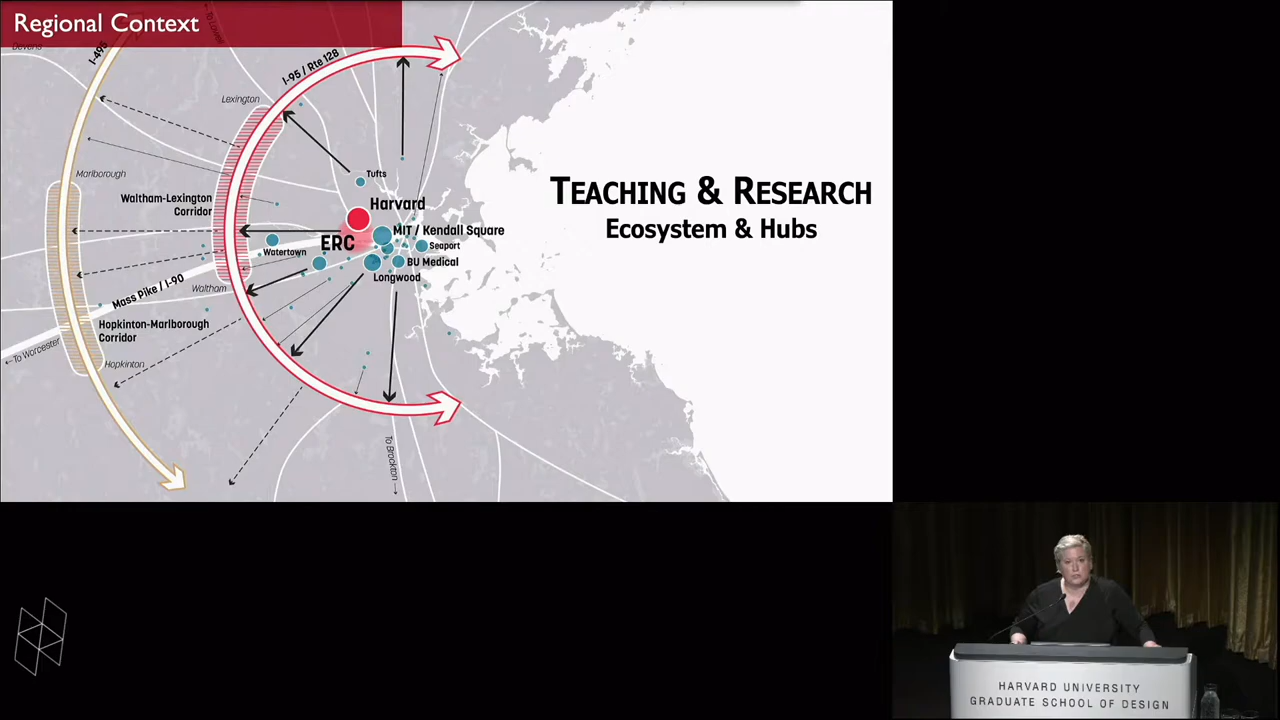 Regional Context
Devens
I-495
I-95 / Rte 128
Lexington
Tufts
Marlborough
Harvard
Waltham-Lexington
Corridor
MIT / Kendall Square
ERC
Seaport
Watertown
BU Medical
Longwood
Waltham
Mass Pike / I-90
Hopkinton-Marlborough
Corridor
To Worcester
Hopkinton
To Brockton
TEACHING & RESEARCH
Ecosystem & Hubs
HARVARD UNIVERSITY
GRADUATE SCHOOL OF DESIGN